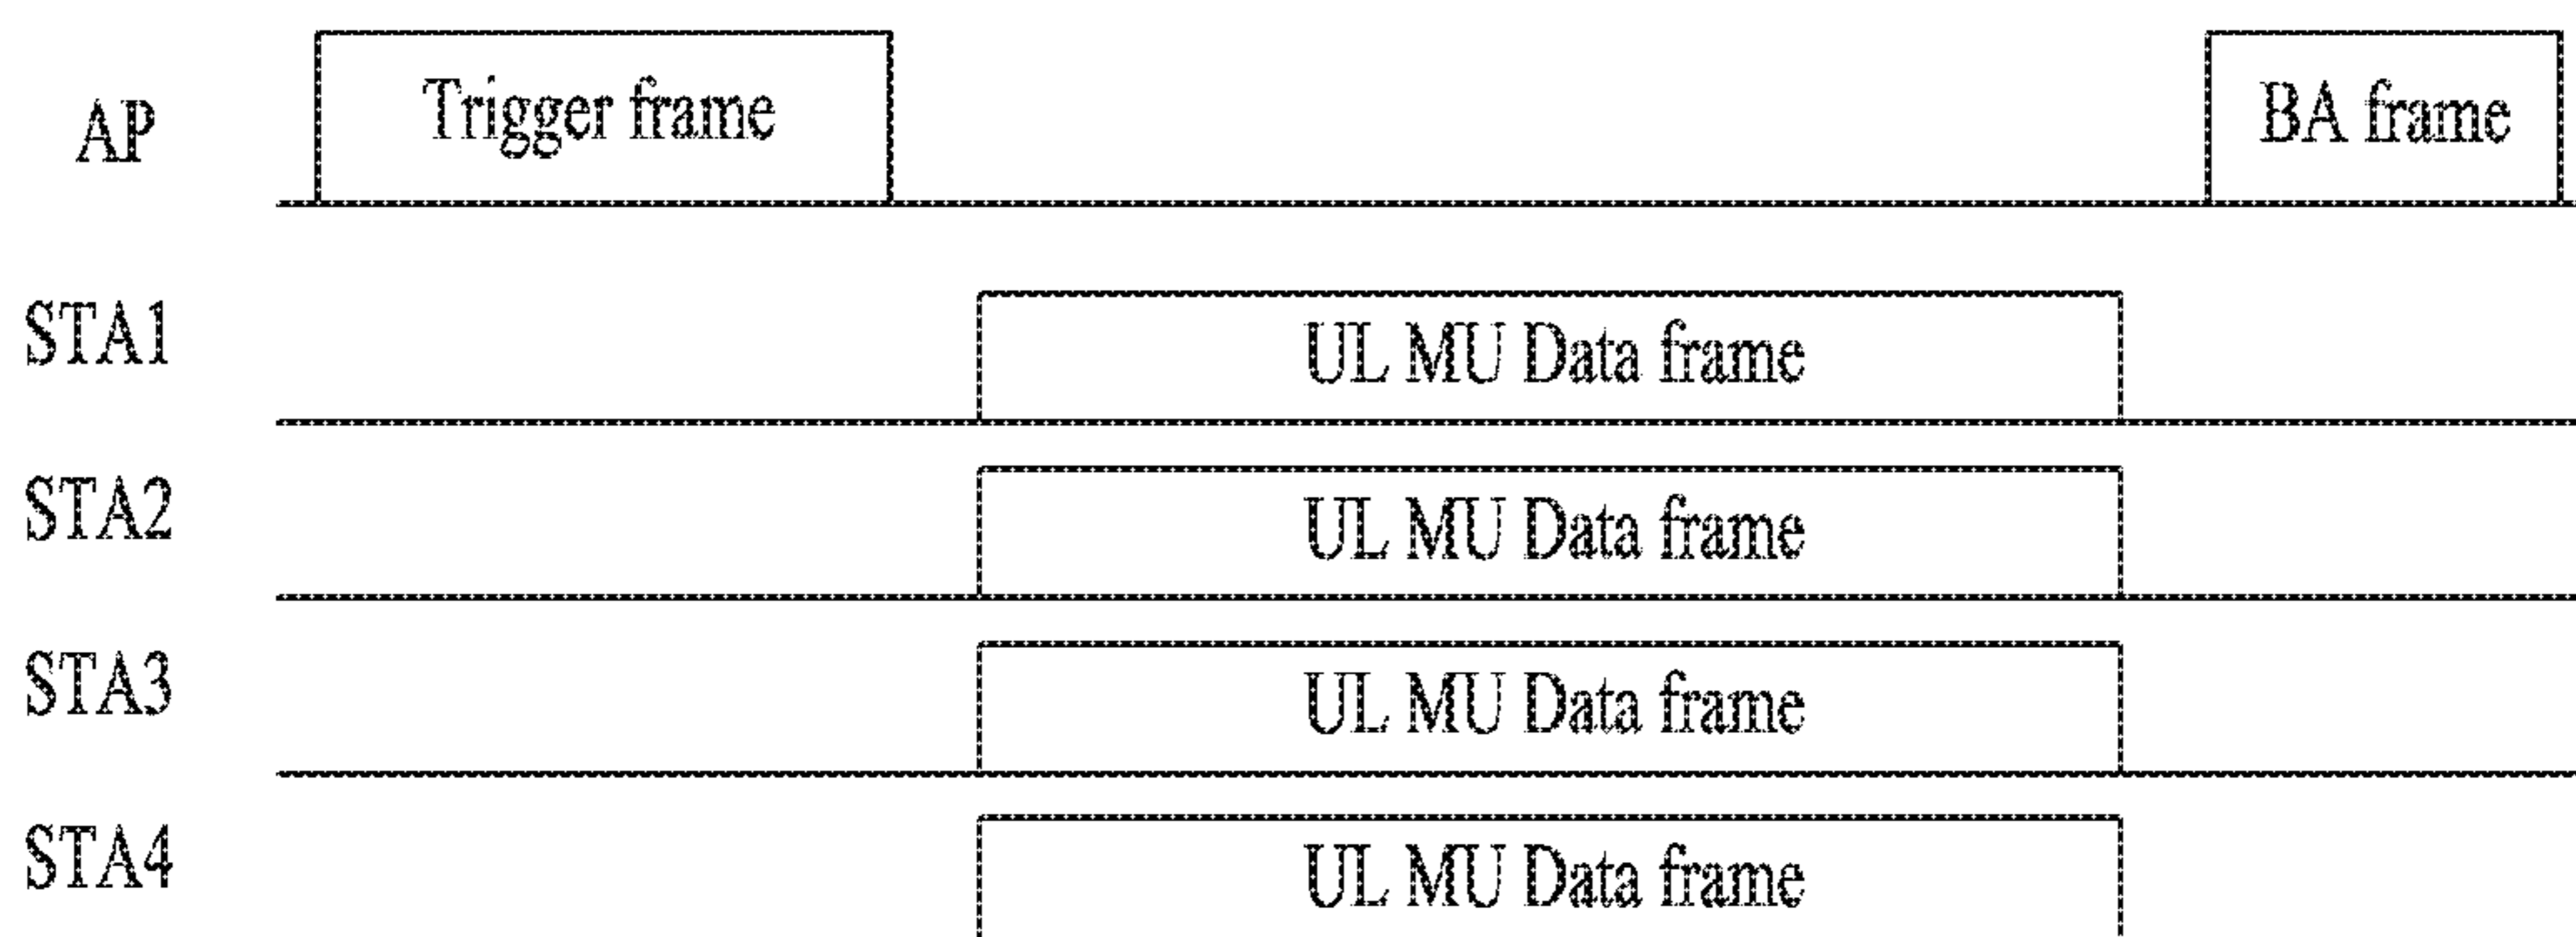 AP Trigger frame BA frame
STA1 UL MU Data frame
STA2 UL MU Data frame
STA3 UL MU Data frame
STA4 UL MU Data frame